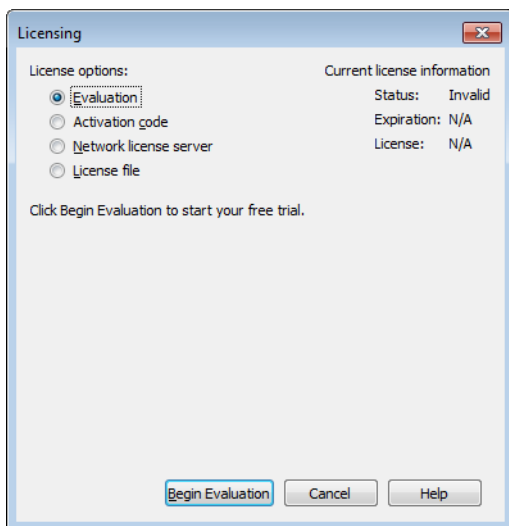 Licensing
License options:
Evaluation
Activation code
Network license server
License file
Current license information
Status: Invalid
Expiration: N/A
License: N/A
Click Begin Evaluation to start your free trial.
Begin Evaluation Cancel Help